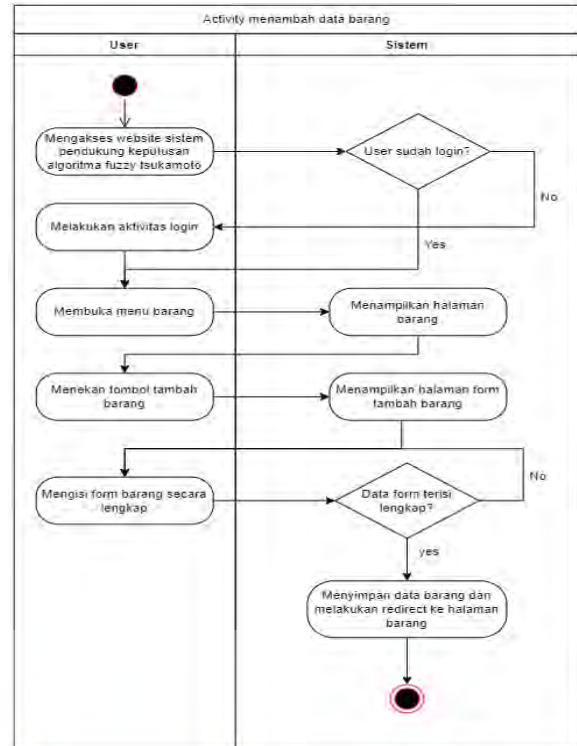 Activity menambah data barang
User
Sistem
Mengakses website sistem
pendukung keputusan
algoritma fuzzy tsukamoto
User sudah login?
No
Melakukan aktivitas login
Yes
Membuka menu barang
Menampilkan halaman
barang
Menekan tombol tambah
barang
Menampilkan halaman form
tambah barang
No
Mengisi form barang secara
lengkap
Data form terisi
lengkap?
yes
Menyimpan data barang dan
melakukan redirect ke halaman
barang